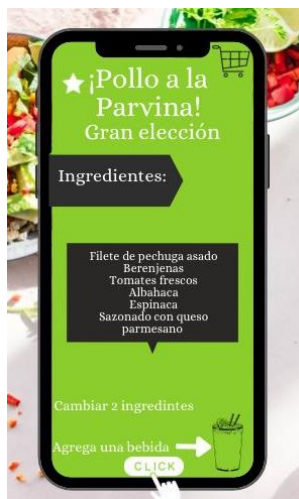 ¡Pollo a la
Parvina!
Gran elección
Ingredientes:
Filete de pechuga asado
Berenjenas
Tomates frescos
Albahaca
Espinaca
Sazonado con queso
parmesano
Cambiar 2 ingredintes
Agrega una bebida
CLICK